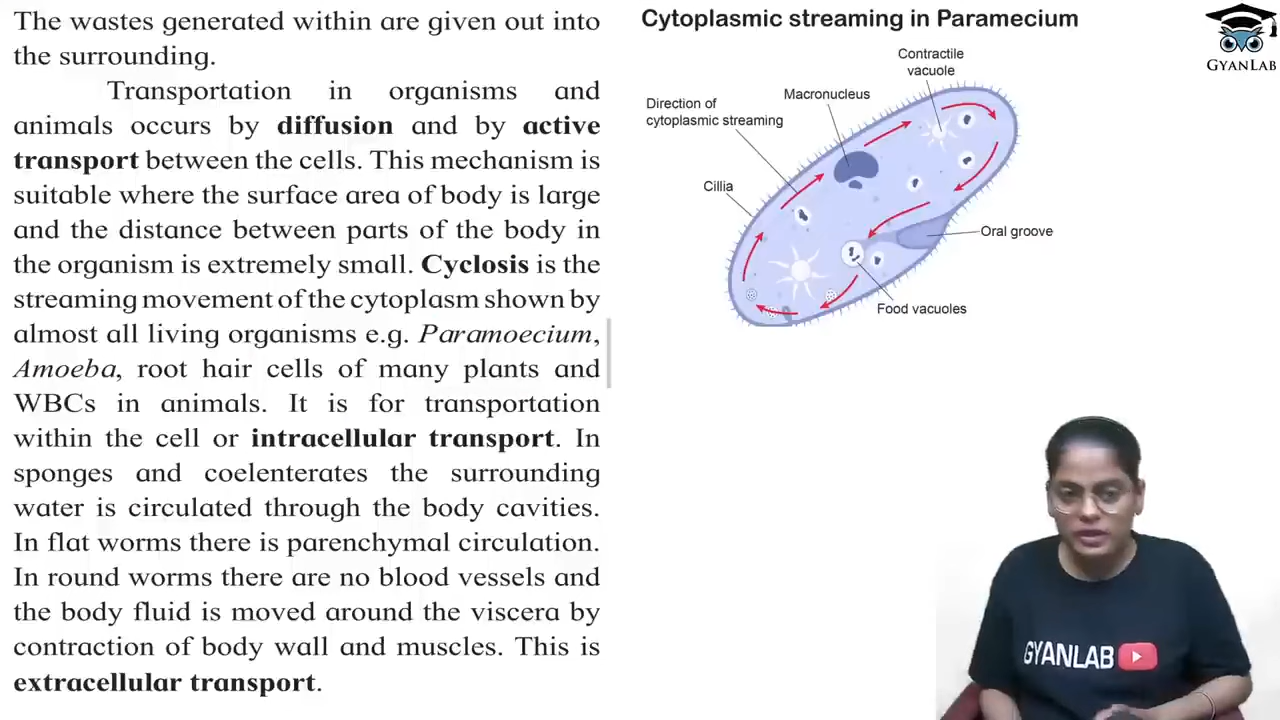 The wastes generated within are given out into
the surrounding.
Transportation in organisms and
animals occurs by diffusion and by active
transport between the cells. This mechanism is
suitable where the surface area of body is large
and the distance between parts of the body in
the organism is extremely small. Cyclosis is the
streaming movement of the cytoplasm shown by
almost all living organisms e.g. Paramoecium,
Amoeba, root hair cells of many plants and
WBCs in animals. It is for transportation
within the cell or intracellular transport. In
sponges and coelenterates the surrounding
water is circulated through the body cavities.
In flat worms there is parenchymal circulation.
In round worms there are no blood vessels and
the body fluid is moved around the viscera by
contraction of body wall and muscles. This is
extracellular transport.
Cytoplasmic streaming in Paramecium
Contractile
vacuole
Macronucleus
Direction of
cytoplasmic streaming
Cillia
Oral groove
Food vacuoles
GYANLAB
GYANLAB